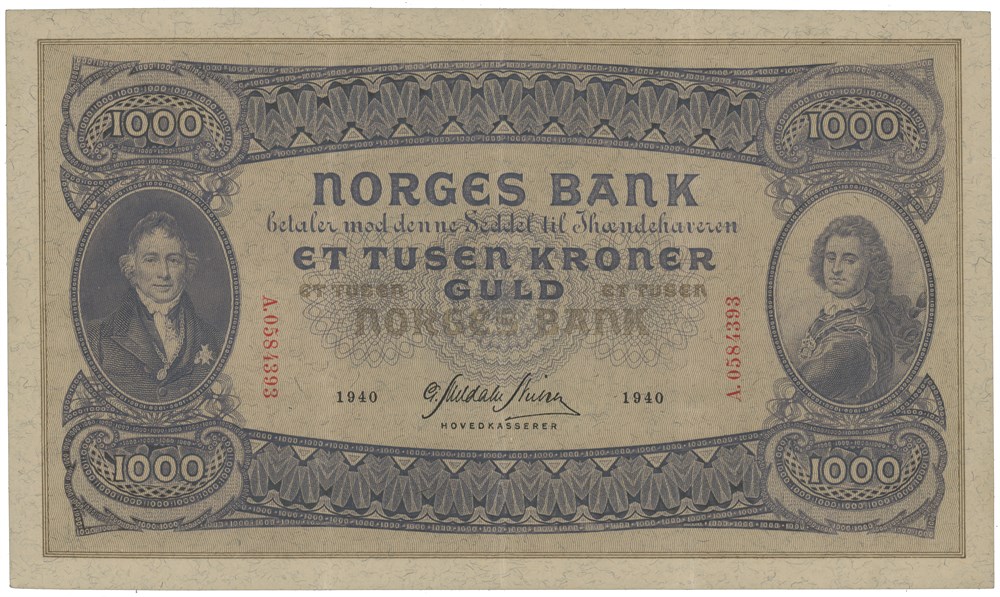 1000 1000
NORGES BANK
betaler mod denne Seddel til Ihændehaveren
ET TUSEN KRONER
ET TUSEN GULD ET TUSEN
NORGES BANK
A.0584393 A.0584393
1940 1940
HOVEDKASSERER
1000 1000